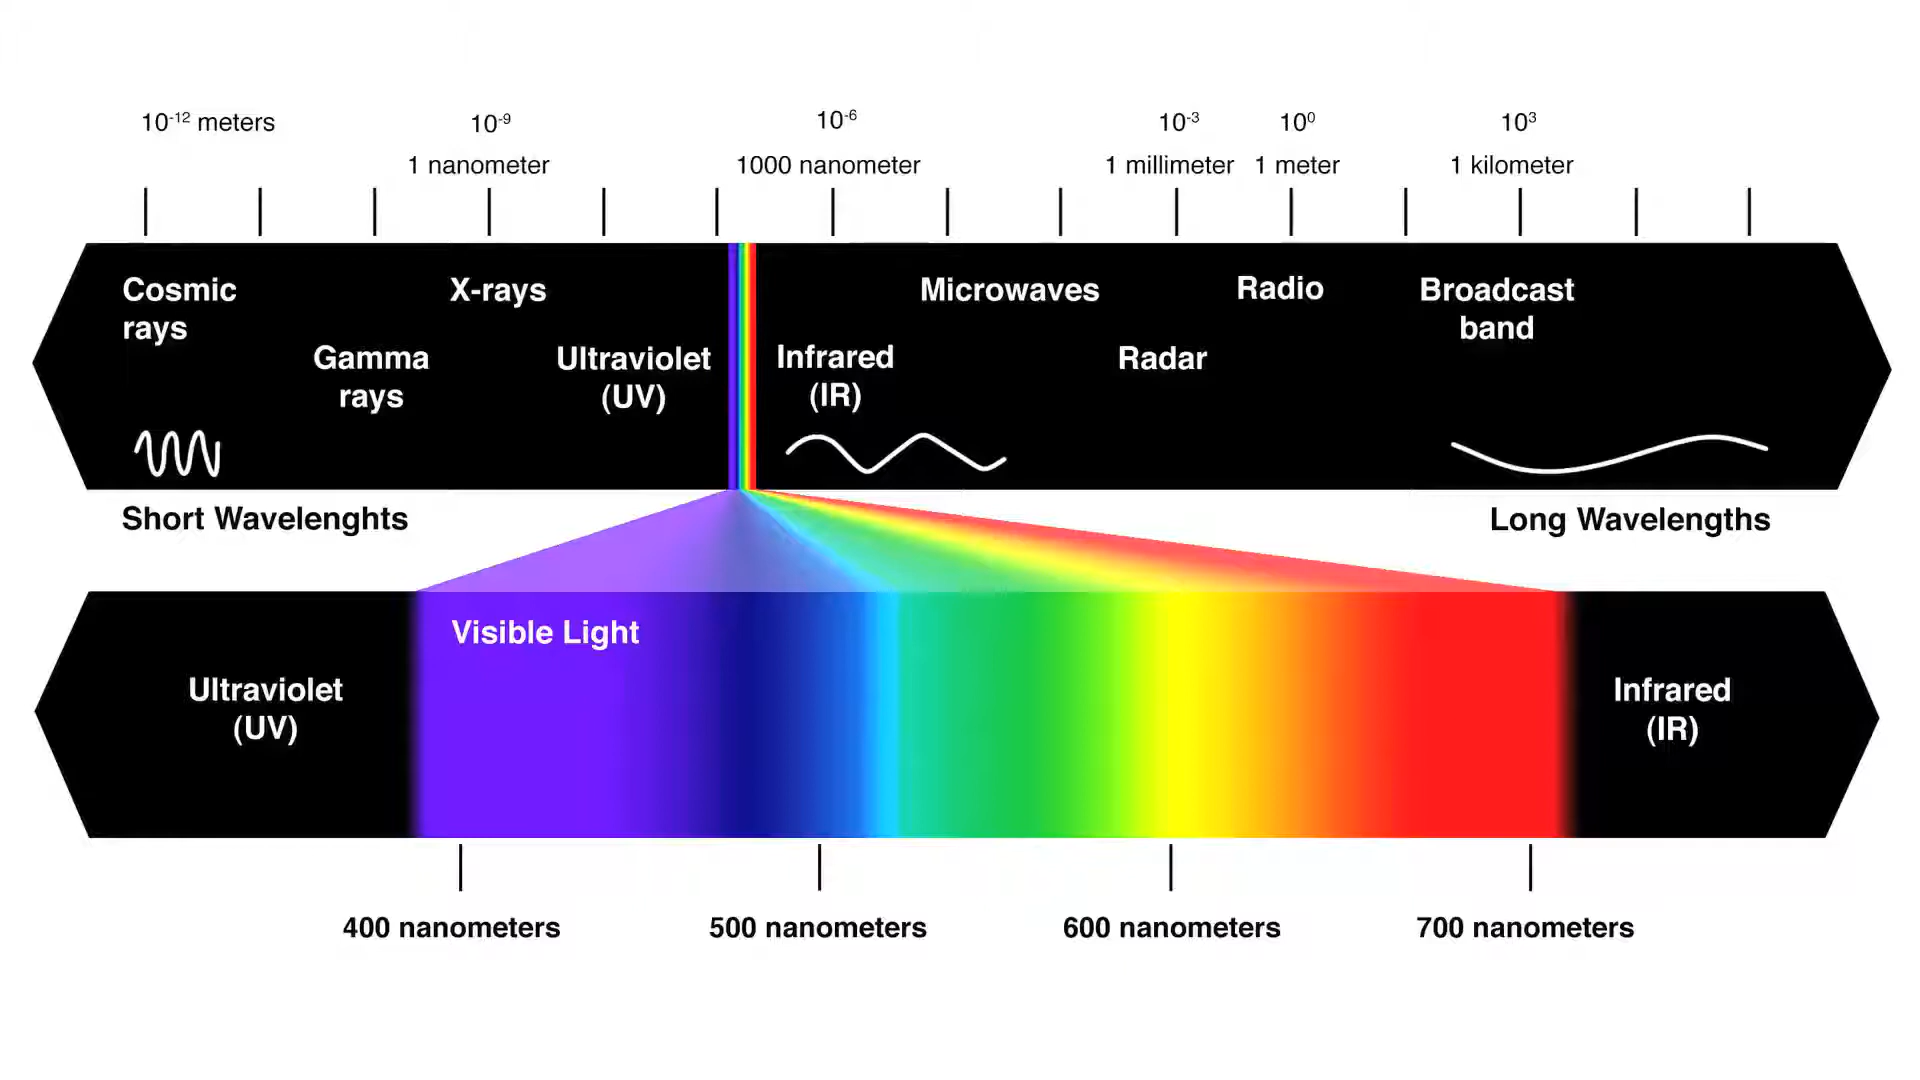 10⁻¹² meters
10⁻⁹
10⁻⁶
10⁻³
10⁰
10³
1 nanometer
1000 nanometer
1 millimeter
1 meter
1 kilometer
Cosmic
rays
X-rays
Microwaves
Radio
Broadcast
band
Gamma
rays
Ultraviolet
(UV)
Infrared
(IR)
Radar
Short Wavelenghts
Long Wavelengths
Visible Light
Ultraviolet
(UV)
Infrared
(IR)
400 nanometers
500 nanometers
600 nanometers
700 nanometers